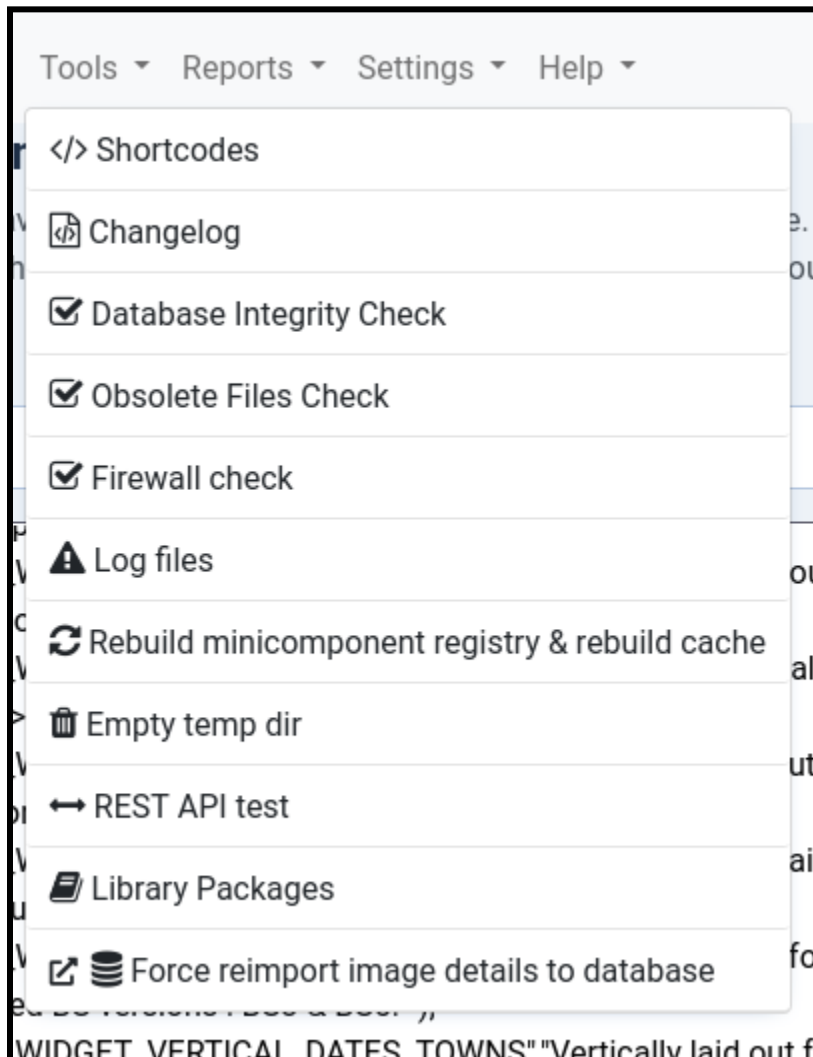 Tools Reports Settings Help
</> Shortcodes
Changelog
Database Integrity Check
Obsolete Files Check
Firewall check
Log files
Rebuild minicomponent registry & rebuild cache
Empty temp dir
REST API test
Library Packages
Force reimport image details to database
WIDGET_VERTICAL_DATES_TOWNS","Vertically laid out